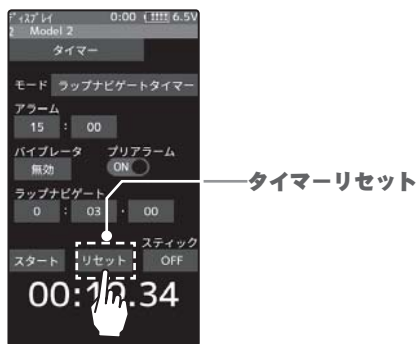 ディスプレイ 0:00 6.5V
2 Model 2
タイマー
モード ラップナビゲートタイマー
アラーム
15 : 00
バイブレータ プリアラーム
無効 ON
ラップナビゲート
0 : 03 · 00
タイマーリセット
スティック
スタート リセット OFF